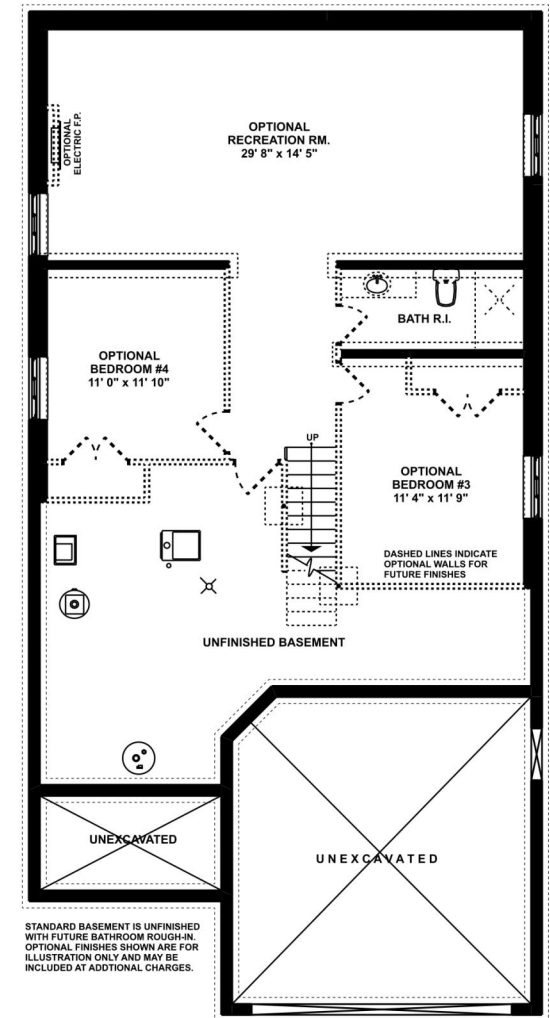 OPTIONAL
RECREATION RM.
29' 8" x 14' 5"
OPTIONAL
ELECTRIC F.P.
BATH R.I.
OPTIONAL
BEDROOM #4
11' 0" x 11' 10"
UP
OPTIONAL
BEDROOM #3
11' 4" x 11' 9"
DASHED LINES INDICATE
OPTIONAL WALLS FOR
FUTURE FINISHES
UNFINISHED BASEMENT
UNEXCAVATED
UNEXCAVATED
STANDARD BASEMENT IS UNFINISHED
WITH FUTURE BATHROOM ROUGH-IN.
OPTIONAL FINISHES SHOWN ARE FOR
ILLUSTRATION ONLY AND MAY BE
INCLUDED AT ADDTIONAL CHARGES.